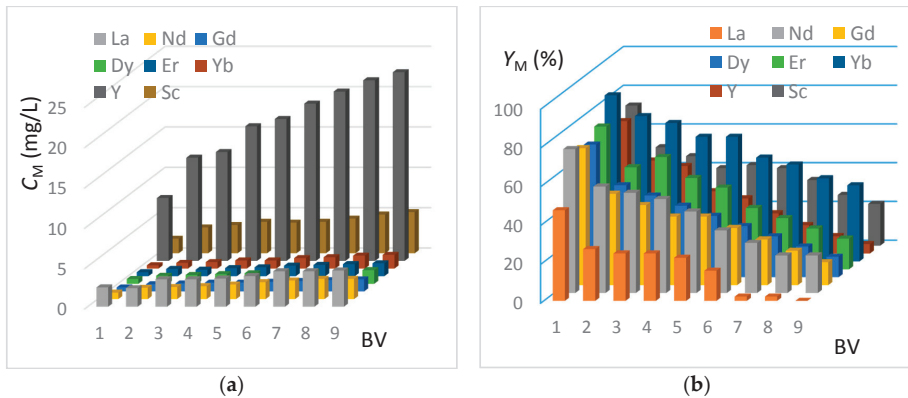 La Nd Gd
Dy Er Yb
Y Sc
C_M (mg/L)
25
20
15
10
5
0
1 2 3 4 5 6 7 8 9
BV
(a)
Y_M (%)
La Nd Gd
Dy Er Yb
Y Sc
100
80
60
40
20
0
1 2 3 4 5 6 7 8 9
BV
(b)